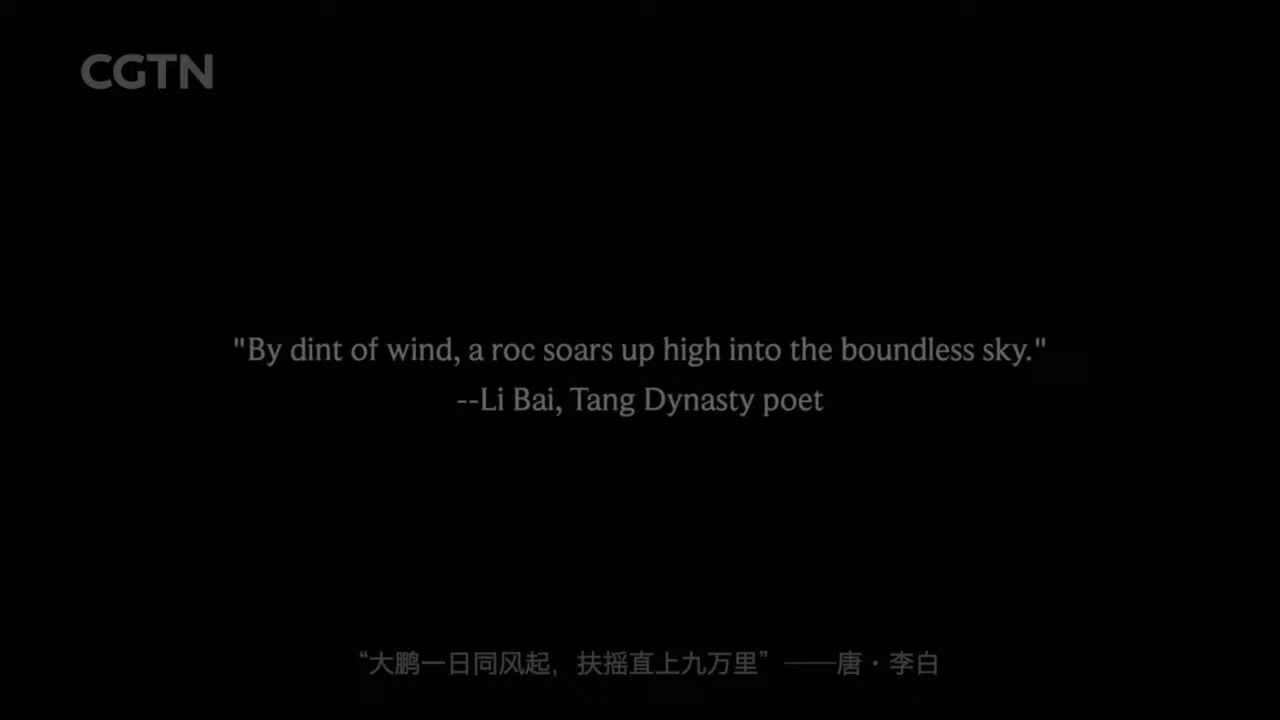 CGTN
"By dint of wind, a roc soars up high into the boundless sky."
--Li Bai, Tang Dynasty poet
“大鹏一日同风起，扶摇直上九万里”——唐·李白